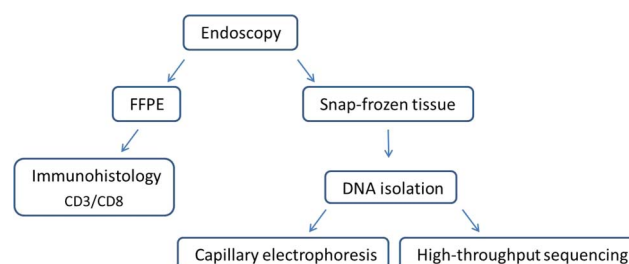 Endoscopy
FFPE
Snap-frozen tissue
Immunohistology
CD3/CD8
DNA isolation
Capillary electrophoresis
High-throughput sequencing